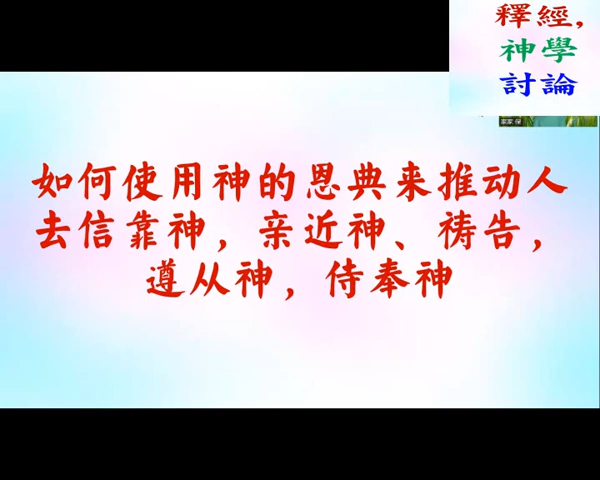 釋經,
神學
討論
如何使用神的恩典来推动人
去信靠神，亲近神、祷告，
遵从神，侍奉神